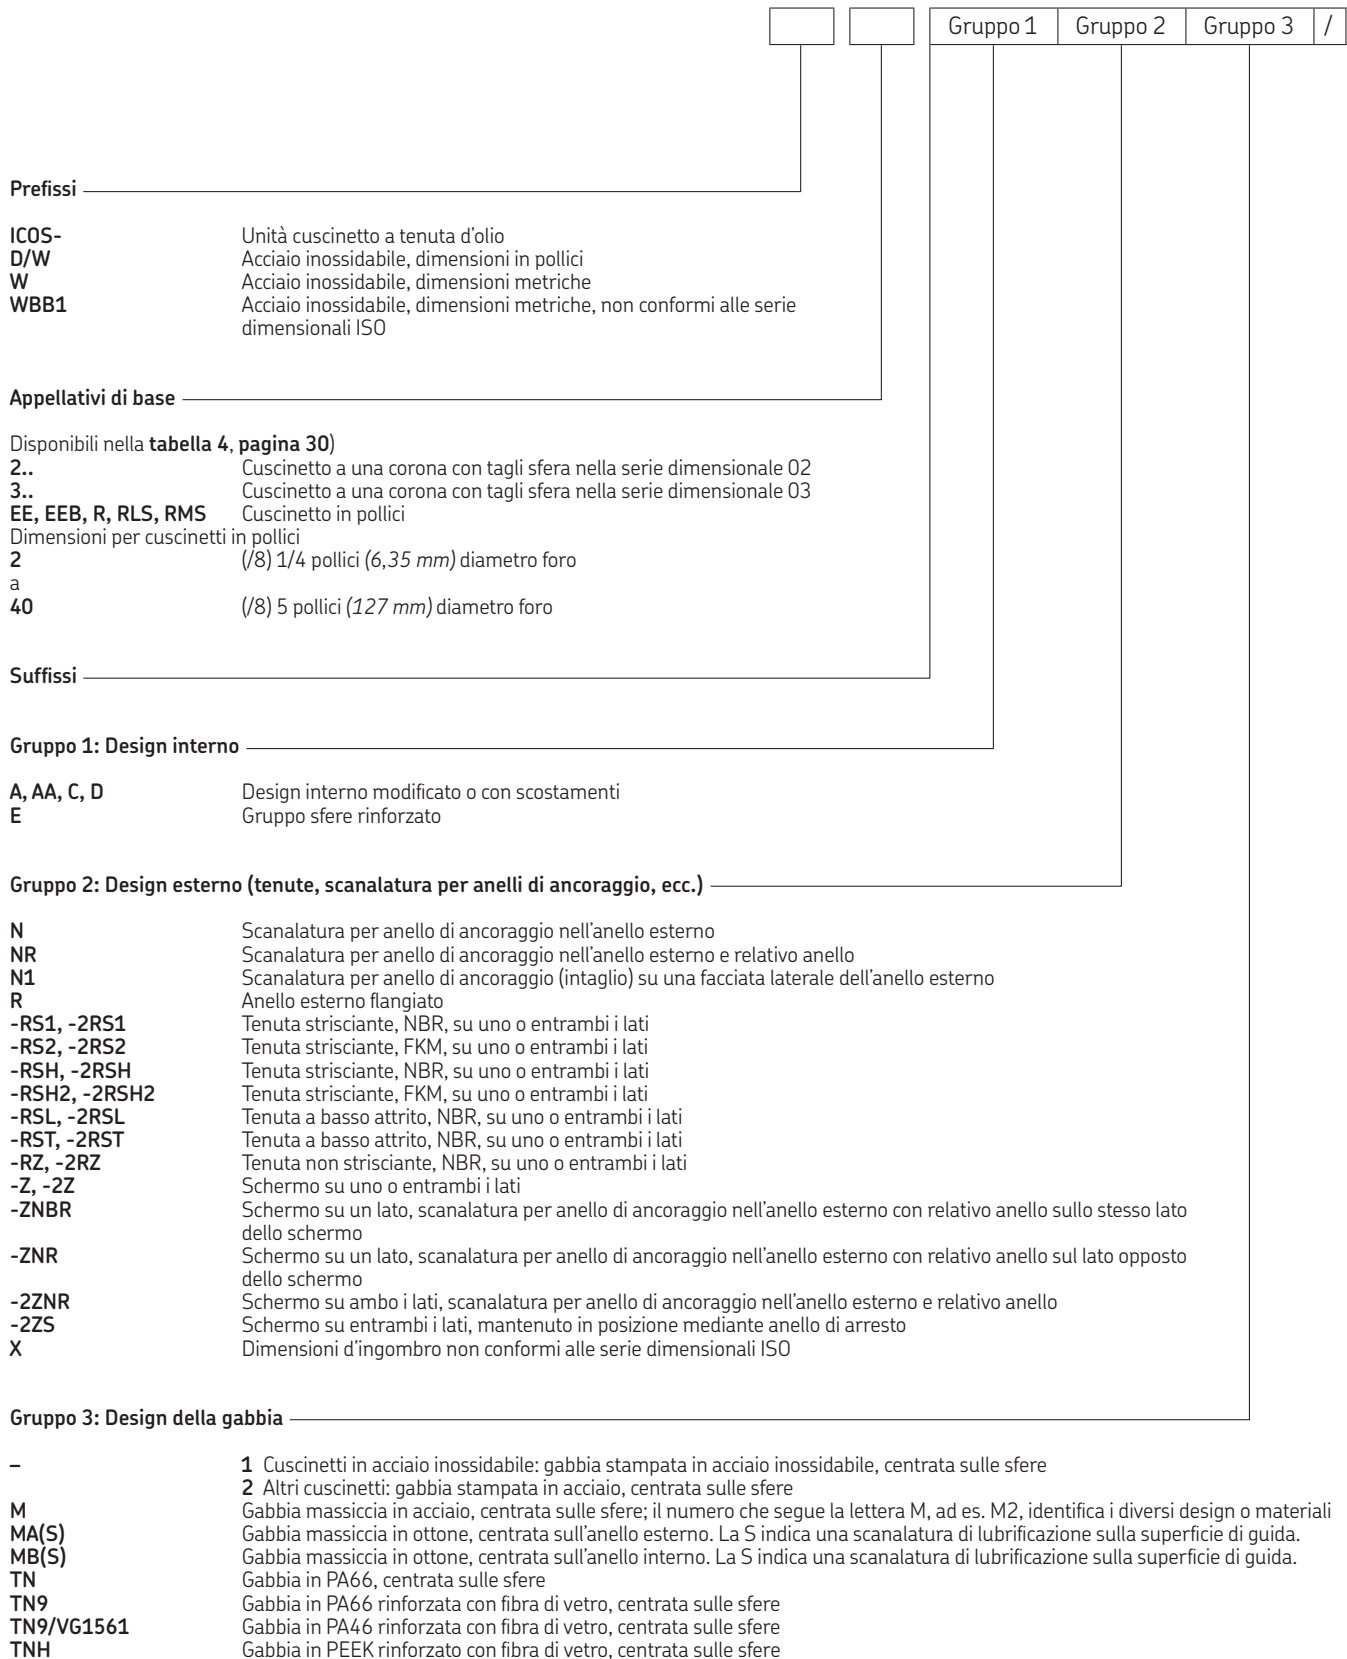 Gruppo 1 Gruppo 2 Gruppo 3 /
Prefissi
ICOS- Unità cuscinetto a tenuta d'olio
D/W Acciaio inossidabile, dimensioni in pollici
W Acciaio inossidabile, dimensioni metriche
WBB1 Acciaio inossidabile, dimensioni metriche, non conformi alle serie
dimensionali ISO
Appellativi di base
Disponibili nella tabella 4, pagina 30)
2.. Cuscinetto a una corona con tagli sfera nella serie dimensionale 02
3.. Cuscinetto a una corona con tagli sfera nella serie dimensionale 03
EE, EEB, R, RLS, RMS Cuscinetto in pollici
Dimensioni per cuscinetti in pollici
2 (/8) 1/4 pollici (6,35 mm) diametro foro
a
40 (/8) 5 pollici (127 mm) diametro foro
Suffissi
Gruppo 1: Design interno
A, AA, C, D Design interno modificato o con scostamenti
E Gruppo sfere rinforzato
Gruppo 2: Design esterno (tenute, scanalatura per anelli di ancoraggio, ecc.)
N Scanalatura per anello di ancoraggio nell'anello esterno
NR Scanalatura per anello di ancoraggio nell'anello esterno e relativo anello
N1 Scanalatura per anello di ancoraggio (intaglio) su una facciata laterale dell'anello esterno
R Anello esterno flangiato
-RS1, -2RS1 Tenuta strisciante, NBR, su uno o entrambi i lati
-RS2, -2RS2 Tenuta strisciante, FKM, su uno o entrambi i lati
-RSH, -2RSH Tenuta strisciante, NBR, su uno o entrambi i lati
-RSH2, -2RSH2 Tenuta strisciante, FKM, su uno o entrambi i lati
-RSL, -2RSL Tenuta a basso attrito, NBR, su uno o entrambi i lati
-RST, -2RST Tenuta a basso attrito, NBR, su uno o entrambi i lati
-RZ, -2RZ Tenuta non strisciante, NBR, su uno o entrambi i lati
-Z, -2Z Schermo su uno o entrambi i lati
-ZNBR Schermo su un lato, scanalatura per anello di ancoraggio nell'anello esterno con relativo anello sullo stesso lato
dello schermo
-ZNR Schermo su un lato, scanalatura per anello di ancoraggio nell'anello esterno con relativo anello sul lato opposto
dello schermo
-2ZNR Schermo su ambo i lati, scanalatura per anello di ancoraggio nell'anello esterno e relativo anello
-2ZS Schermo su entrambi i lati, mantenuto in posizione mediante anello di arresto
X Dimensioni d'ingombro non conformi alle serie dimensionali ISO
Gruppo 3: Design della gabbia
– 1 Cuscinetti in acciaio inossidabile: gabbia stampata in acciaio inossidabile, centrata sulle sfere
2 Altri cuscinetti: gabbia stampata in acciaio, centrata sulle sfere
M Gabbia massiccia in acciaio, centrata sulle sfere; il numero che segue la lettera M, ad es. M2, identifica i diversi design o materiali
MA(S) Gabbia massiccia in ottone, centrata sull'anello esterno. La S indica una scanalatura di lubrificazione sulla superficie di guida.
MB(S) Gabbia massiccia in ottone, centrata sull'anello interno. La S indica una scanalatura di lubrificazione sulla superficie di guida.
TN Gabbia in PA66, centrata sulle sfere
TN9 Gabbia in PA66 rinforzata con fibra di vetro, centrata sulle sfere
TN9/VG1561 Gabbia in PA46 rinforzata con fibra di vetro, centrata sulle sfere
TNH Gabbia in PEEK rinforzato con fibra di vetro, centrata sulle sfere